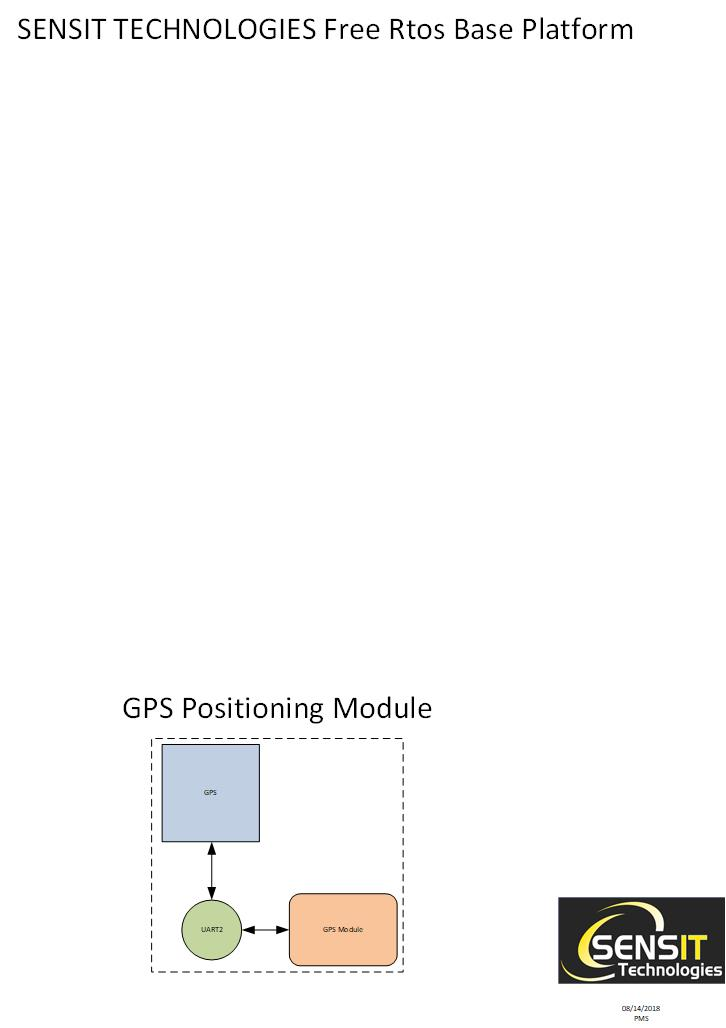 SENSIT TECHNOLOGIES Free Rtos Base Platform
GPS Positioning Module
GPS
UART2
GPS Module
SENSIT
Technologies
08/14/2018
PMS